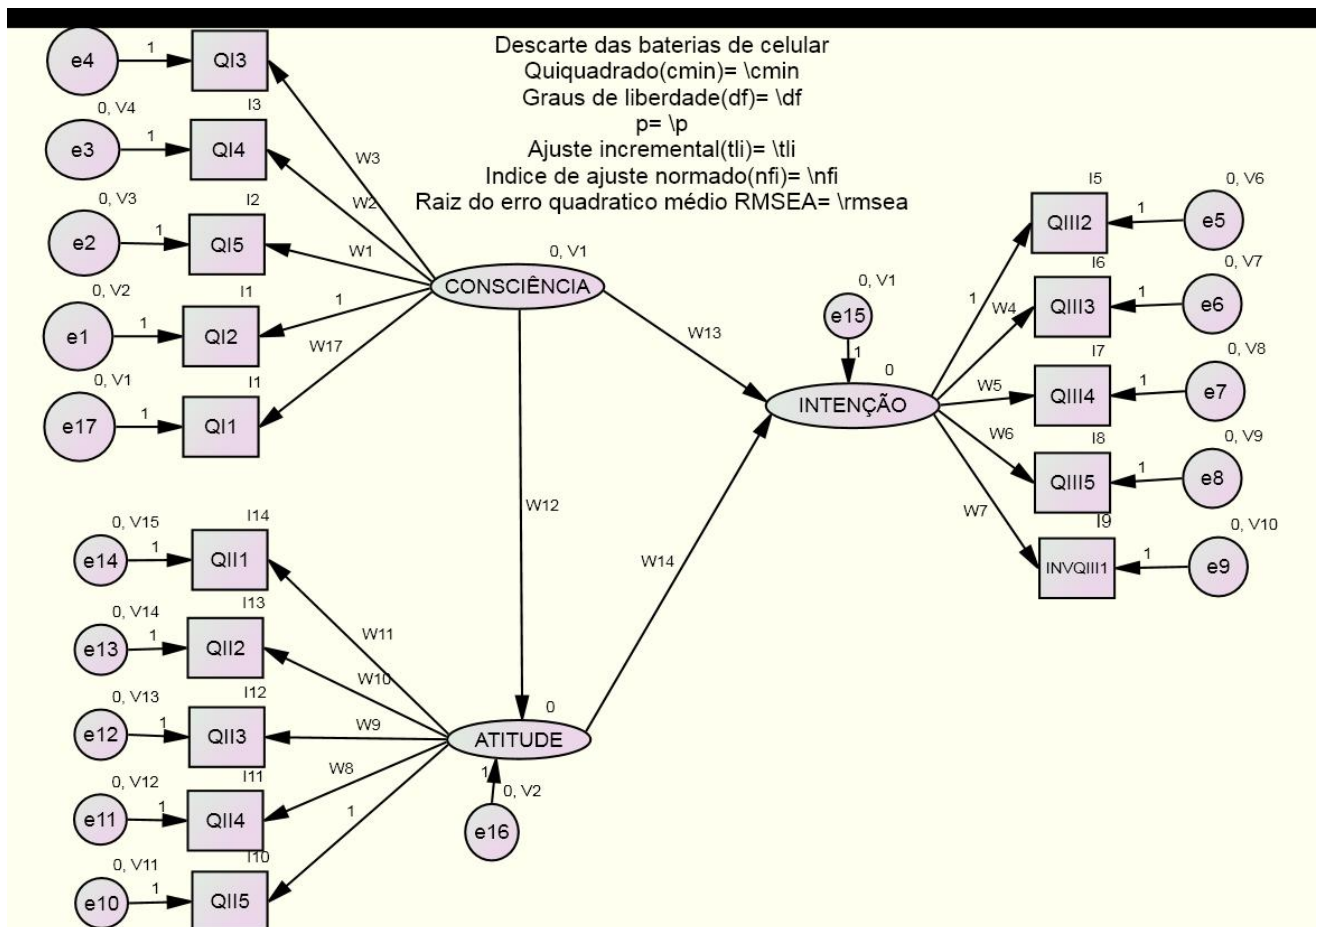 Descarte das baterias de celular
Quiquadrado(cmin)= \cmin
Graus de liberdade(df)= \df
p= \p
Ajuste incremental(tli)= \tli
Indice de ajuste normado(nfi)= \nfi
Raiz do erro quadratico médio RMSEA= \rmsea
e4
1
QI3
W3
0, V4
I3
e3
1
QI4
W2
0, V3
I2
e2
1
QI5
W1
0, V2
I1
e1
1
QI2
1
0, V1
I1
e17
1
QI1
W17
0, V1
CONSCIÊNCIA
W13
W12
0, V1
e15
1
0
INTENÇÃO
W14
I5
0, V6
QIII2
1
e5
1
I6
0, V7
QIII3
1
e6
W4
I7
0, V8
QIII4
1
e7
W5
I8
0, V9
QIII5
1
e8
W6
I9
0, V10
INVQIII1
1
e9
W7
0, V15
I14
e14
1
QII1
W11
0, V14
I13
e13
1
QII2
W10
0, V13
I12
e12
1
QII3
W9
0, V12
I11
e11
1
QII4
W8
0, V11
I10
e10
1
QII5
1
0
ATITUDE
1
0, V2
e16